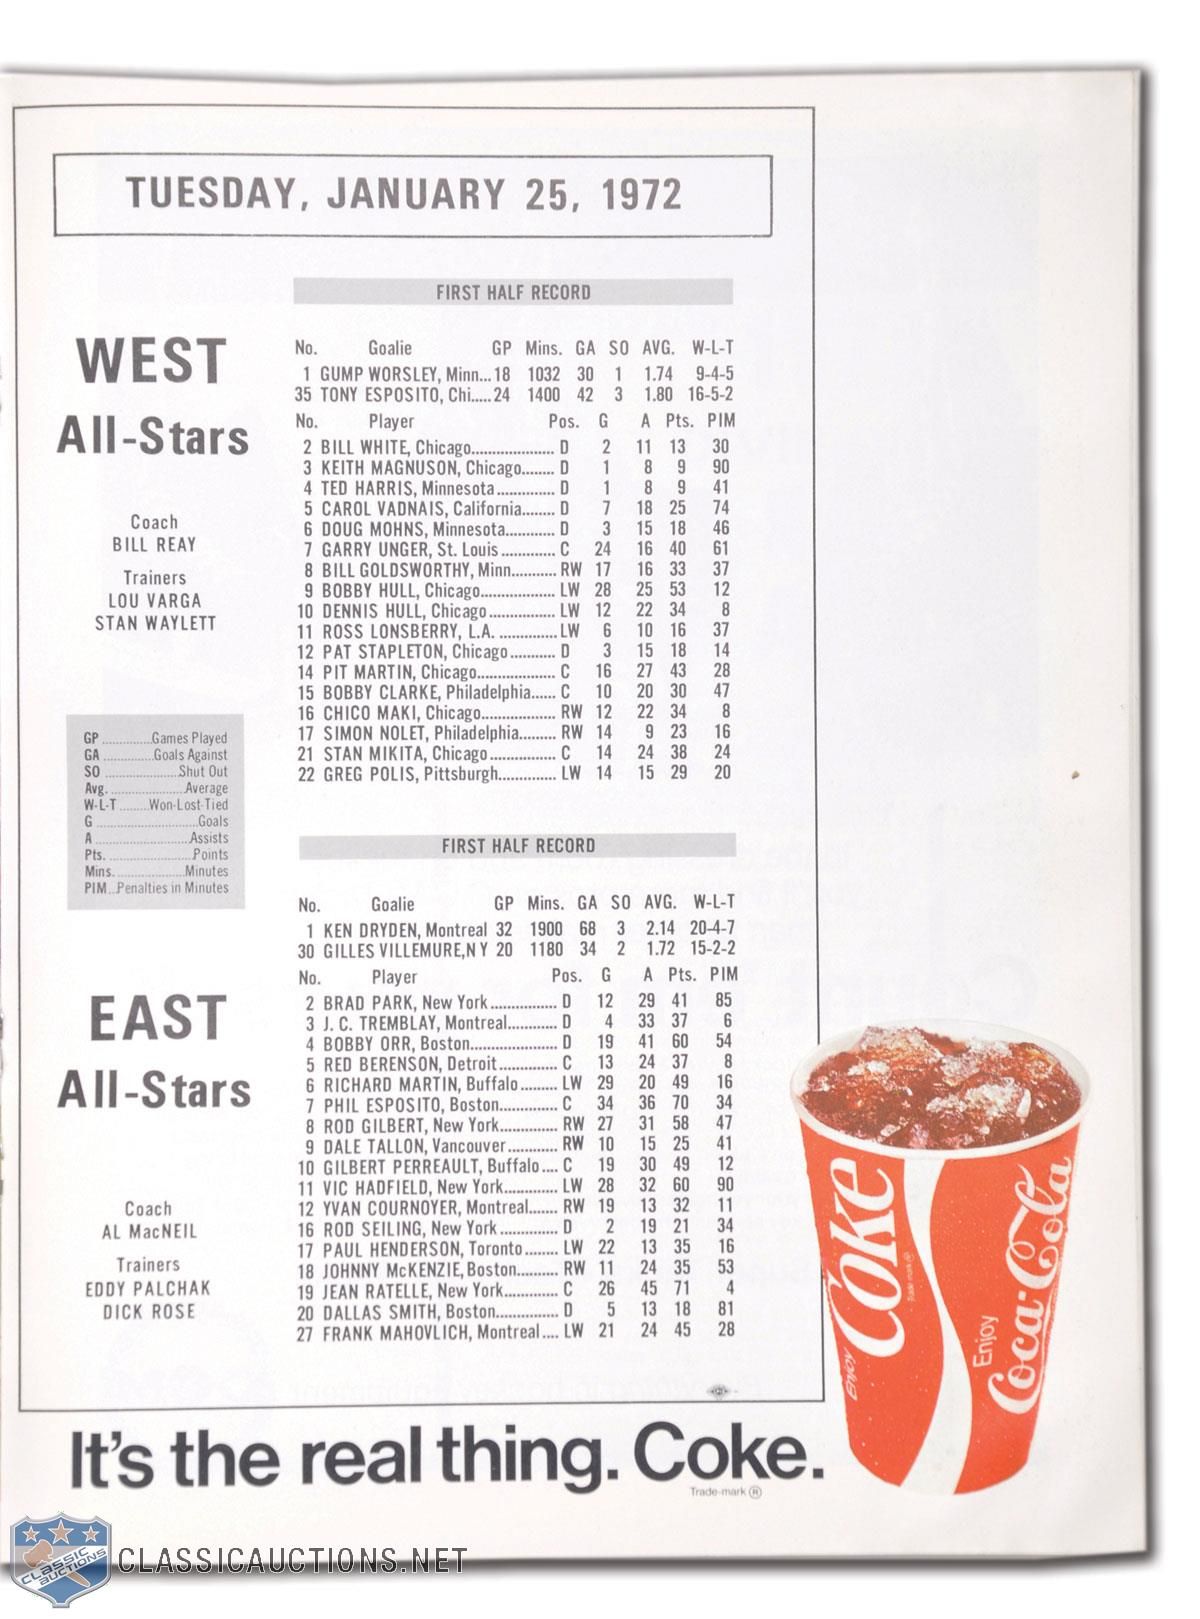 TUESDAY, JANUARY 25, 1972
WEST
All-Stars
Coach
BILL REAY
Trainers
LOU VARGA
STAN WAYLETT
FIRST HALF RECORD
No. Goalie GP Mins. GA SO AVG. W-L-T
1 GUMP WORSLEY, Minn...18 1032 30 1 1.74 9-4-5
35 TONY ESPOSITO, Chi.....24 1400 42 3 1.80 16-5-2
No. Player Pos. G A Pts. PIM
2 BILL WHITE, Chicago..................... D 2 11 13 30
3 KEITH MAGNUSON, Chicago........ D 1 8 9 90
4 TED HARRIS, Minnesota............... D 1 8 9 41
5 CAROL VADNAIS, California........ D 7 18 25 74
6 DOUG MOHNS, Minnesota............. D 3 15 18 46
7 GARRY UNGER, St. Louis.............. C 24 16 40 61
8 BILL GOLDSWORTHY, Minn........... RW 17 16 33 37
9 BOBBY HULL, Chicago.................... LW 28 25 53 12
10 DENNIS HULL, Chicago................. LW 12 22 34 8
11 ROSS LONSBERRY, L.A. ............... LW 6 10 16 37
12 PAT STAPLETON, Chicago............ D 3 15 18 14
14 PIT MARTIN, Chicago.................... C 16 27 43 28
15 BOBBY CLARKE, Philadelphia...... C 10 20 30 47
16 CHICO MAKI, Chicago................... RW 12 22 34 8
17 SIMON NOLET, Philadelphia......... RW 14 9 23 16
21 STAN MIKITA, Chicago................. C 14 24 38 24
22 GREG POLIS, Pittsburgh............... LW 14 15 29 20
GP.............Games Played
GA..............Goals Against
SO.....................Shut Out
Avg......................Average
W-L-T........Won-Lost-Tied
G............................Goals
A..........................Assists
Pts.......................Points
Mins.....................Minutes
PIM...Penalties in Minutes
FIRST HALF RECORD
No. Goalie GP Mins. GA SO AVG. W-L-T
1 KEN DRYDEN, Montreal 32 1900 68 3 2.14 20-4-7
30 GILLES VILLEMURE,N Y 20 1180 34 2 1.72 15-2-2
No. Player Pos. G A Pts. PIM
2 BRAD PARK, New York................. D 12 29 41 85
3 J. C. TREMBLAY, Montreal............ D 4 33 37 6
4 BOBBY ORR, Boston..................... D 19 41 60 54
5 RED BERENSON, Detroit.............. C 13 24 37 8
6 RICHARD MARTIN, Buffalo......... LW 29 20 49 16
7 PHIL ESPOSITO, Boston............... C 34 36 70 34
8 ROD GILBERT, New York............... RW 27 31 58 47
9 DALE TALLON, Vancouver............. RW 10 15 25 41
10 GILBERT PERREAULT, Buffalo.... C 19 30 49 12
11 VIC HADFIELD, New York............. LW 28 32 60 90
12 YVAN COURNOYER, Montreal....... RW 19 13 32 11
16 ROD SEILING, New York............... D 2 19 21 34
17 PAUL HENDERSON, Toronto........ LW 22 13 35 16
18 JOHNNY McKENZIE, Boston.......... RW 11 24 35 53
19 JEAN RATELLE, New York............. C 26 45 71 4
20 DALLAS SMITH, Boston............... D 5 13 18 81
27 FRANK MAHOVLICH, Montreal.... LW 21 24 45 28
EAST
All-Stars
Coach
AL MacNEIL
Trainers
EDDY PALCHAK
DICK ROSE
Enjoy
Coke
Trade-mark ®
Enjoy
Coca-Cola
It's the real thing. Coke.
Trade-mark ®
CLASSIC
AUCTIONS
CLASSICAUCTIONS.NET